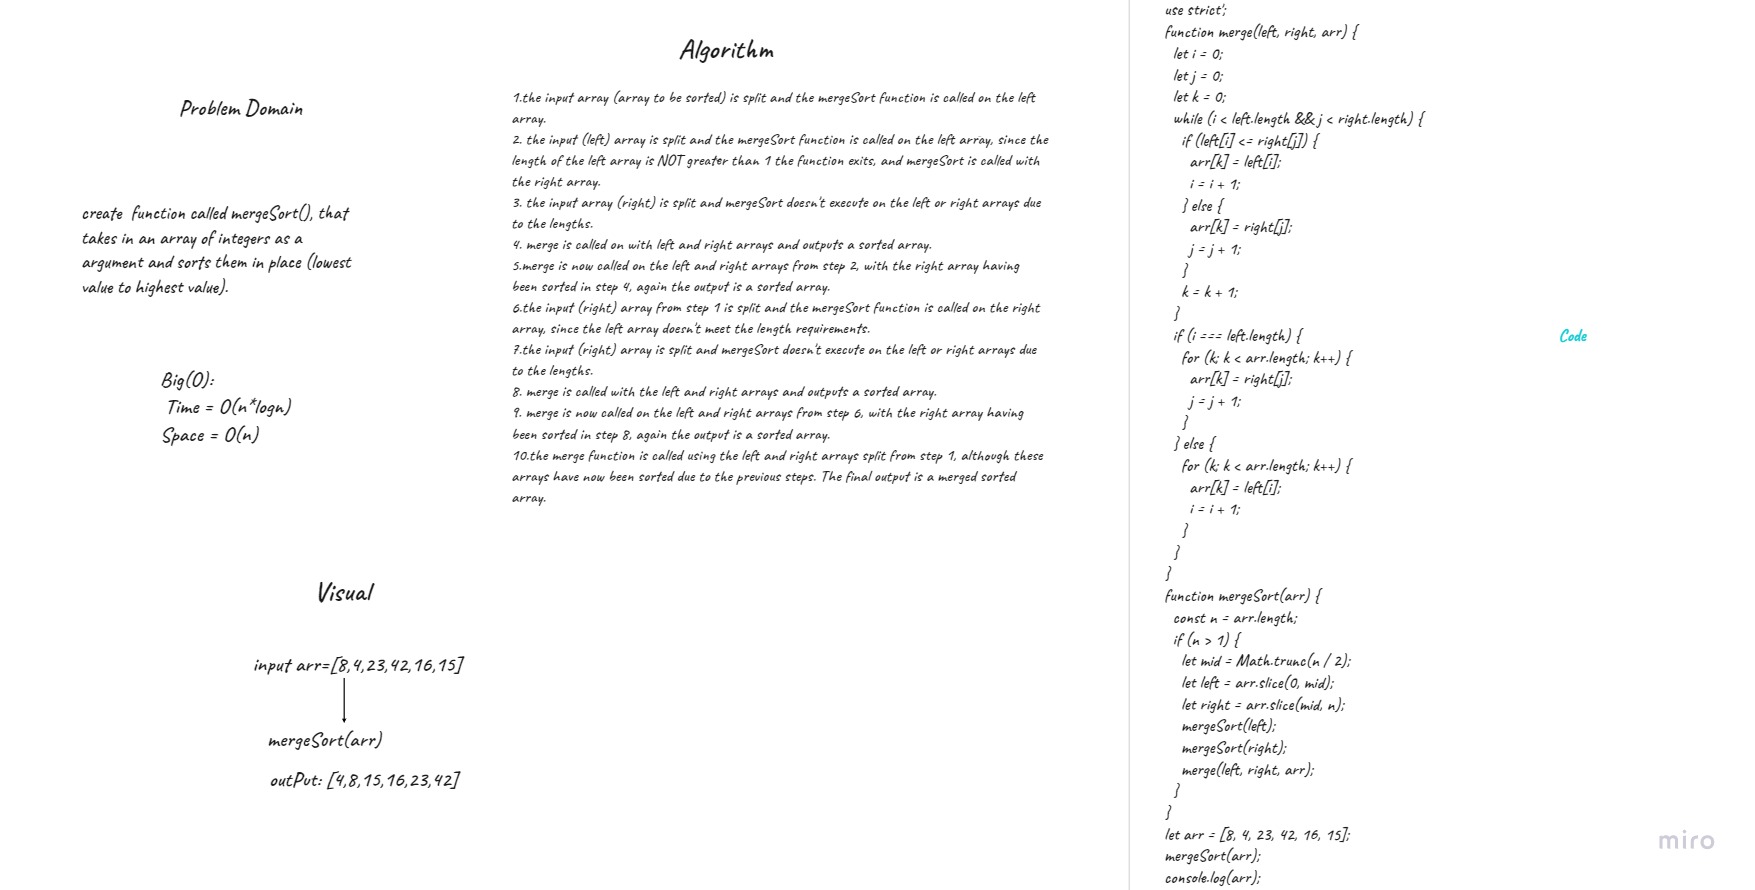 Problem Domain
create function called mergeSort(), that
takes in an array of integers as a
argument and sorts them in place (lowest
value to highest value).
Big(O):
Time = O(n*logn)
Space = O(n)
Algorithm
1.the input array (array to be sorted) is split and the mergeSort function is called on the left
array.
2. the input (left) array is split and the mergeSort function is called on the left array, since the
length of the left array is NOT greater than 1 the function exits, and mergeSort is called with
the right array.
3. the input array (right) is split and mergeSort doesn't execute on the left or right arrays due
to the lengths.
4. merge is called on with left and right arrays and outputs a sorted array.
5.merge is now called on the left and right arrays from step 2, with the right array having
been sorted in step 4, again the output is a sorted array.
6.the input (right) array from step 1 is split and the mergeSort function is called on the right
array, since the left array doesn't meet the length requirements.
7.the input (right) array is split and mergeSort doesn't execute on the left or right arrays due
to the lengths.
8. merge is called with the left and right arrays and outputs a sorted array.
9. merge is now called on the left and right arrays from step 6, with the right array having
been sorted in step 8, again the output is a sorted array.
10.the merge function is called using the left and right arrays split from step 1, although these
arrays have now been sorted due to the previous steps. The final output is a merged sorted
array.
Visual
input arr=[8,4,23,42,16,15]
mergeSort(arr)
outPut: [4,8,15,16,23,42]
use strict';
function merge(left, right, arr) {
let i = 0;
let j = 0;
let k = 0;
while (i < left.length && j < right.length) {
if (left[i] <= right[j]) {
arr[k] = left[i];
i = i + 1;
} else {
arr[k] = right[j];
j = j + 1;
}
k = k + 1;
}
if (i === left.length) {
for (k; k < arr.length; k++) {
arr[k] = right[j];
j = j + 1;
}
} else {
for (k; k < arr.length; k++) {
arr[k] = left[i];
i = i + 1;
}
}
}
function mergeSort(arr) {
const n = arr.length;
if (n > 1) {
let mid = Math.trunc(n / 2);
let left = arr.slice(0, mid);
let right = arr.slice(mid, n);
mergeSort(left);
mergeSort(right);
merge(left, right, arr);
}
}
let arr = [8, 4, 23, 42, 16, 15];
mergeSort(arr);
console.log(arr);
Code
miro